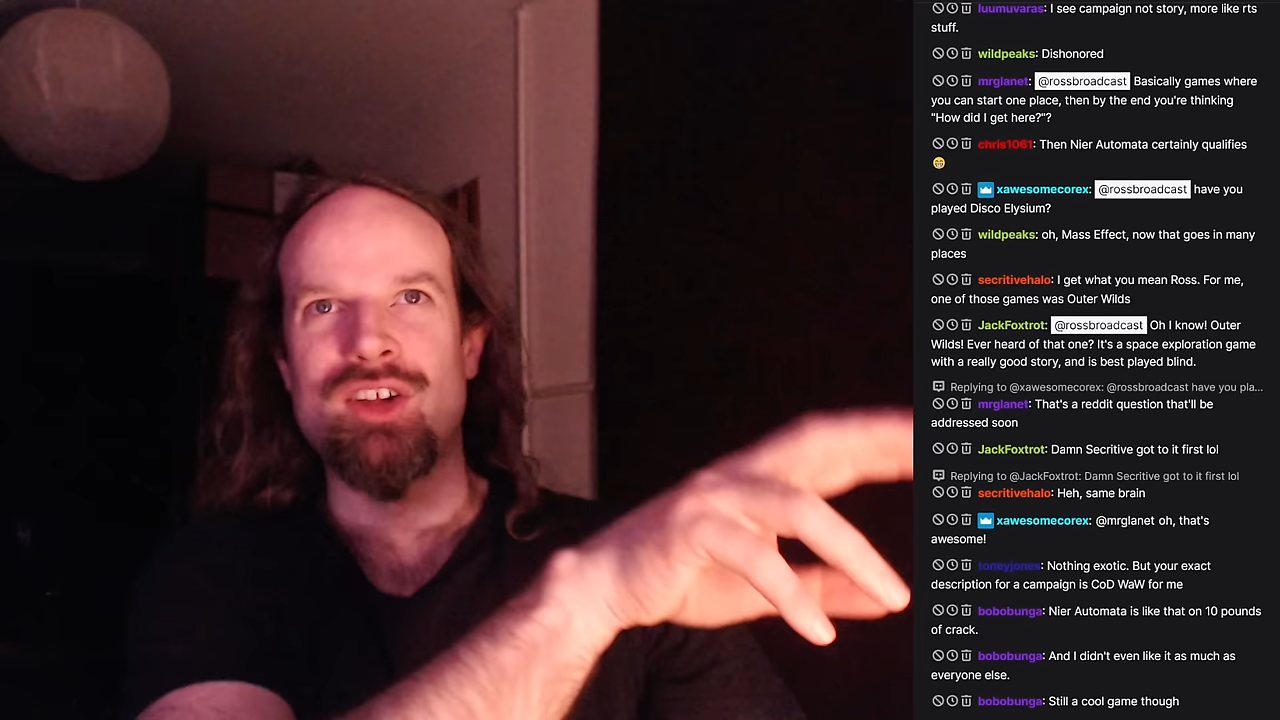 luumuvaras: I see campaign not story, more like rts
stuff.
wildpeaks: Dishonored
mrglanet: @rossbroadcast Basically games where
you can start one place, then by the end you're thinking
"How did I get here?"?
chris1061: Then Nier Automata certainly qualifies
xawesomecorex: @rossbroadcast have you
played Disco Elysium?
wildpeaks: oh, Mass Effect, now that goes in many
places
secritivehalo: I get what you mean Ross. For me,
one of those games was Outer Wilds
JackFoxtrot: @rossbroadcast Oh I know! Outer
Wilds! Ever heard of that one? It's a space exploration game
with a really good story, and is best played blind.
Replying to @xawesomecorex: @rossbroadcast have you pla...
mrglanet: That's a reddit question that'll be
addressed soon
JackFoxtrot: Damn Secritive got to it first lol
Replying to @JackFoxtrot: Damn Secritive got to it first lol
secritivehalo: Heh, same brain
xawesomecorex: @mrglanet oh, that's
awesome!
toneyjones: Nothing exotic. But your exact
description for a campaign is CoD WaW for me
bobobunga: Nier Automata is like that on 10 pounds
of crack.
bobobunga: And I didn't even like it as much as
everyone else.
bobobunga: Still a cool game though